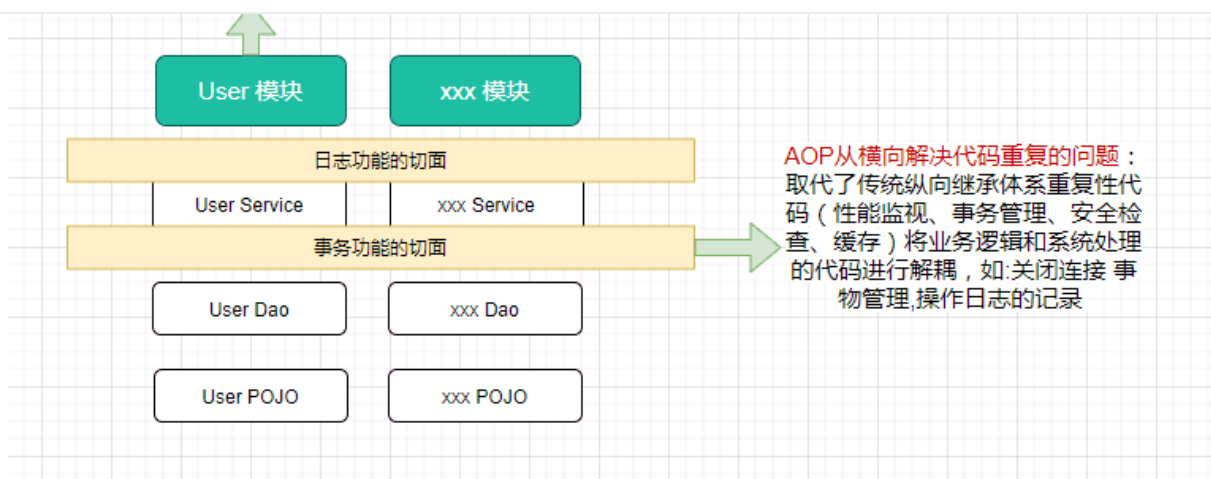 User 模块
xxx 模块
日志功能的切面
User Service
xxx Service
事务功能的切面
User Dao
xxx Dao
User POJO
xxx POJO
AOP从横向解决代码重复的问题：
取代了传统纵向继承体系重复性代
码（性能监视、事务管理、安全检
查、缓存）将业务逻辑和系统处理
的代码进行解耦，如:关闭连接 事
物管理,操作日志的记录